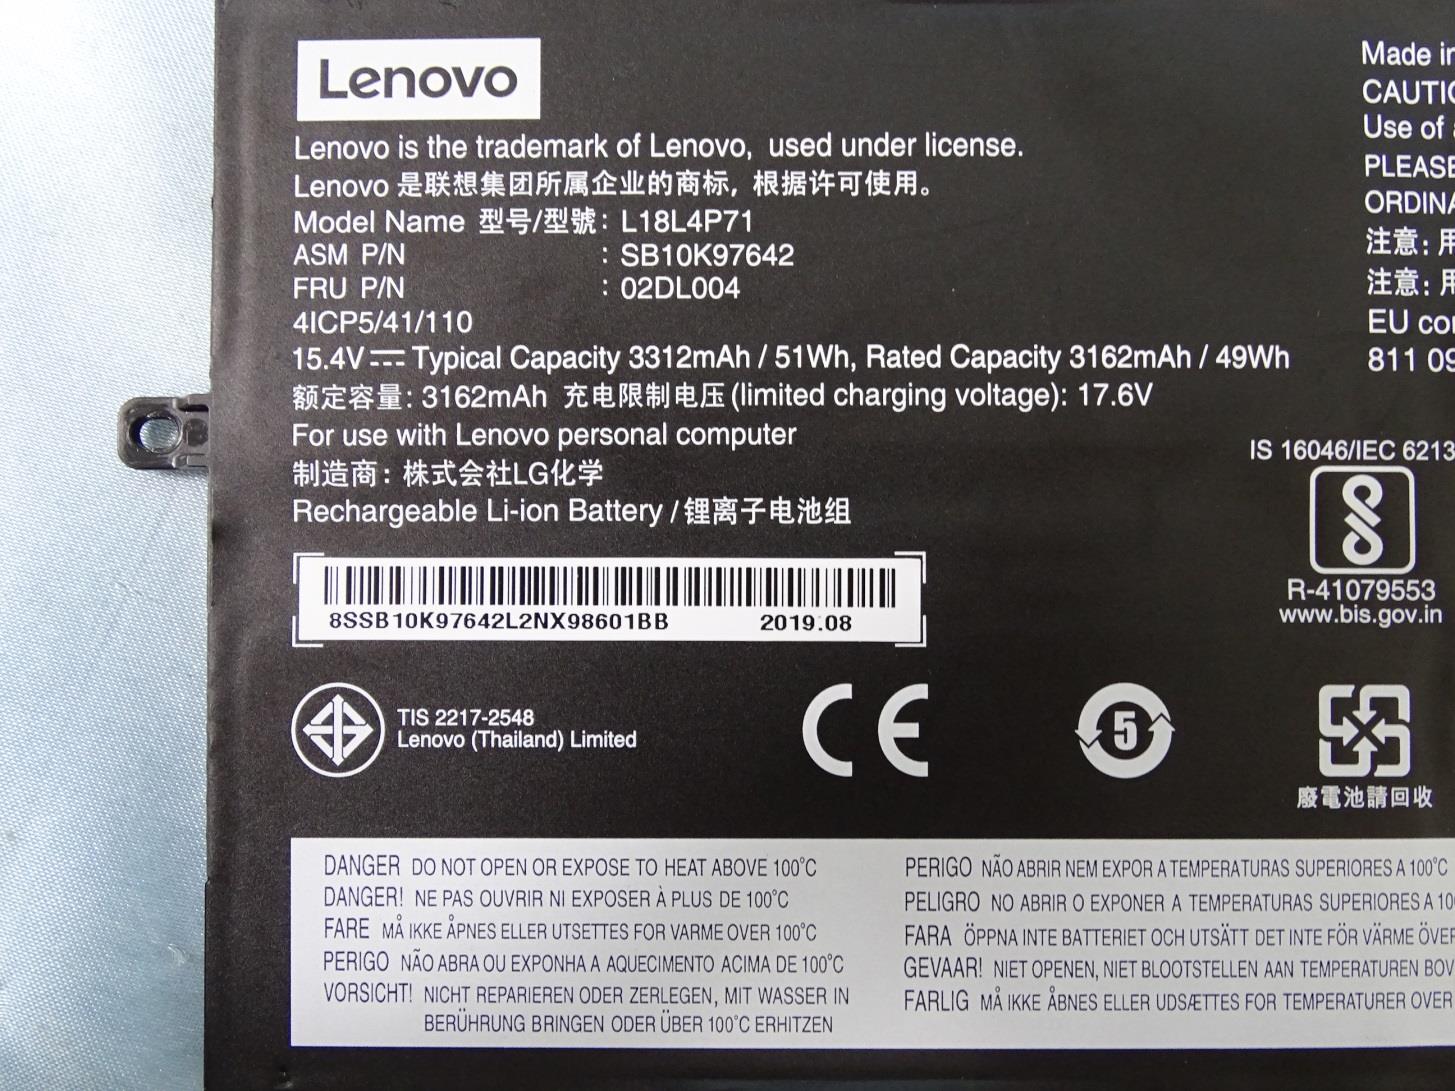 Lenovo
Lenovo is the trademark of Lenovo, used under license.
Lenovo 是联想集团所属企业的商标，根据许可使用。
Model Name 型号/型號: L18L4P71
ASM P/N : SB10K97642
FRU P/N : 02DL004
4ICP5/41/110
15.4V⎓ Typical Capacity 3312mAh / 51Wh, Rated Capacity 3162mAh / 49Wh
额定容量: 3162mAh 充电限制电压(limited charging voltage): 17.6V
For use with Lenovo personal computer
制造商: 株式会社LG化学
Rechargeable Li-ion Battery / 锂离子电池组
8SSB10K97642L2NX98601BB 2019.08
TIS 2217-2548
Lenovo (Thailand) Limited
CE
5
Made in
CAUTIO
Use of
PLEASE
ORDINA
注意: 用
注意: 用
EU con
811 09
IS 16046/IEC 6213
R-41079553
www.bis.gov.in
廢電池請回收
DANGER DO NOT OPEN OR EXPOSE TO HEAT ABOVE 100°C
DANGER! NE PAS OUVRIR NI EXPOSER À PLUS DE 100°C
FARE MÅ IKKE ÅPNES ELLER UTSETTES FOR VARME OVER 100°C
PERIGO NÃO ABRA OU EXPONHA A AQUECIMENTO ACIMA DE 100°C
VORSICHT! NICHT REPARIEREN ODER ZERLEGEN, MIT WASSER IN
BERÜHRUNG BRINGEN ODER ÜBER 100°C ERHITZEN
PERIGO NÃO ABRIR NEM EXPOR A TEMPERATURAS SUPERIORES A 100°C
PELIGRO NO ABRIR O EXPONER A TEMPERATURAS SUPERIORES A 10
FARA ÖPPNA INTE BATTERIET OCH UTSÄTT DET INTE FÖR VÄRME ÖVER
GEVAAR! NIET OPENEN, NIET BLOOTSTELLEN AAN TEMPERATUREN BOV
FARLIG MÅ IKKE ÅBNES ELLER UDSÆTTES FOR TEMPERATURER OVER